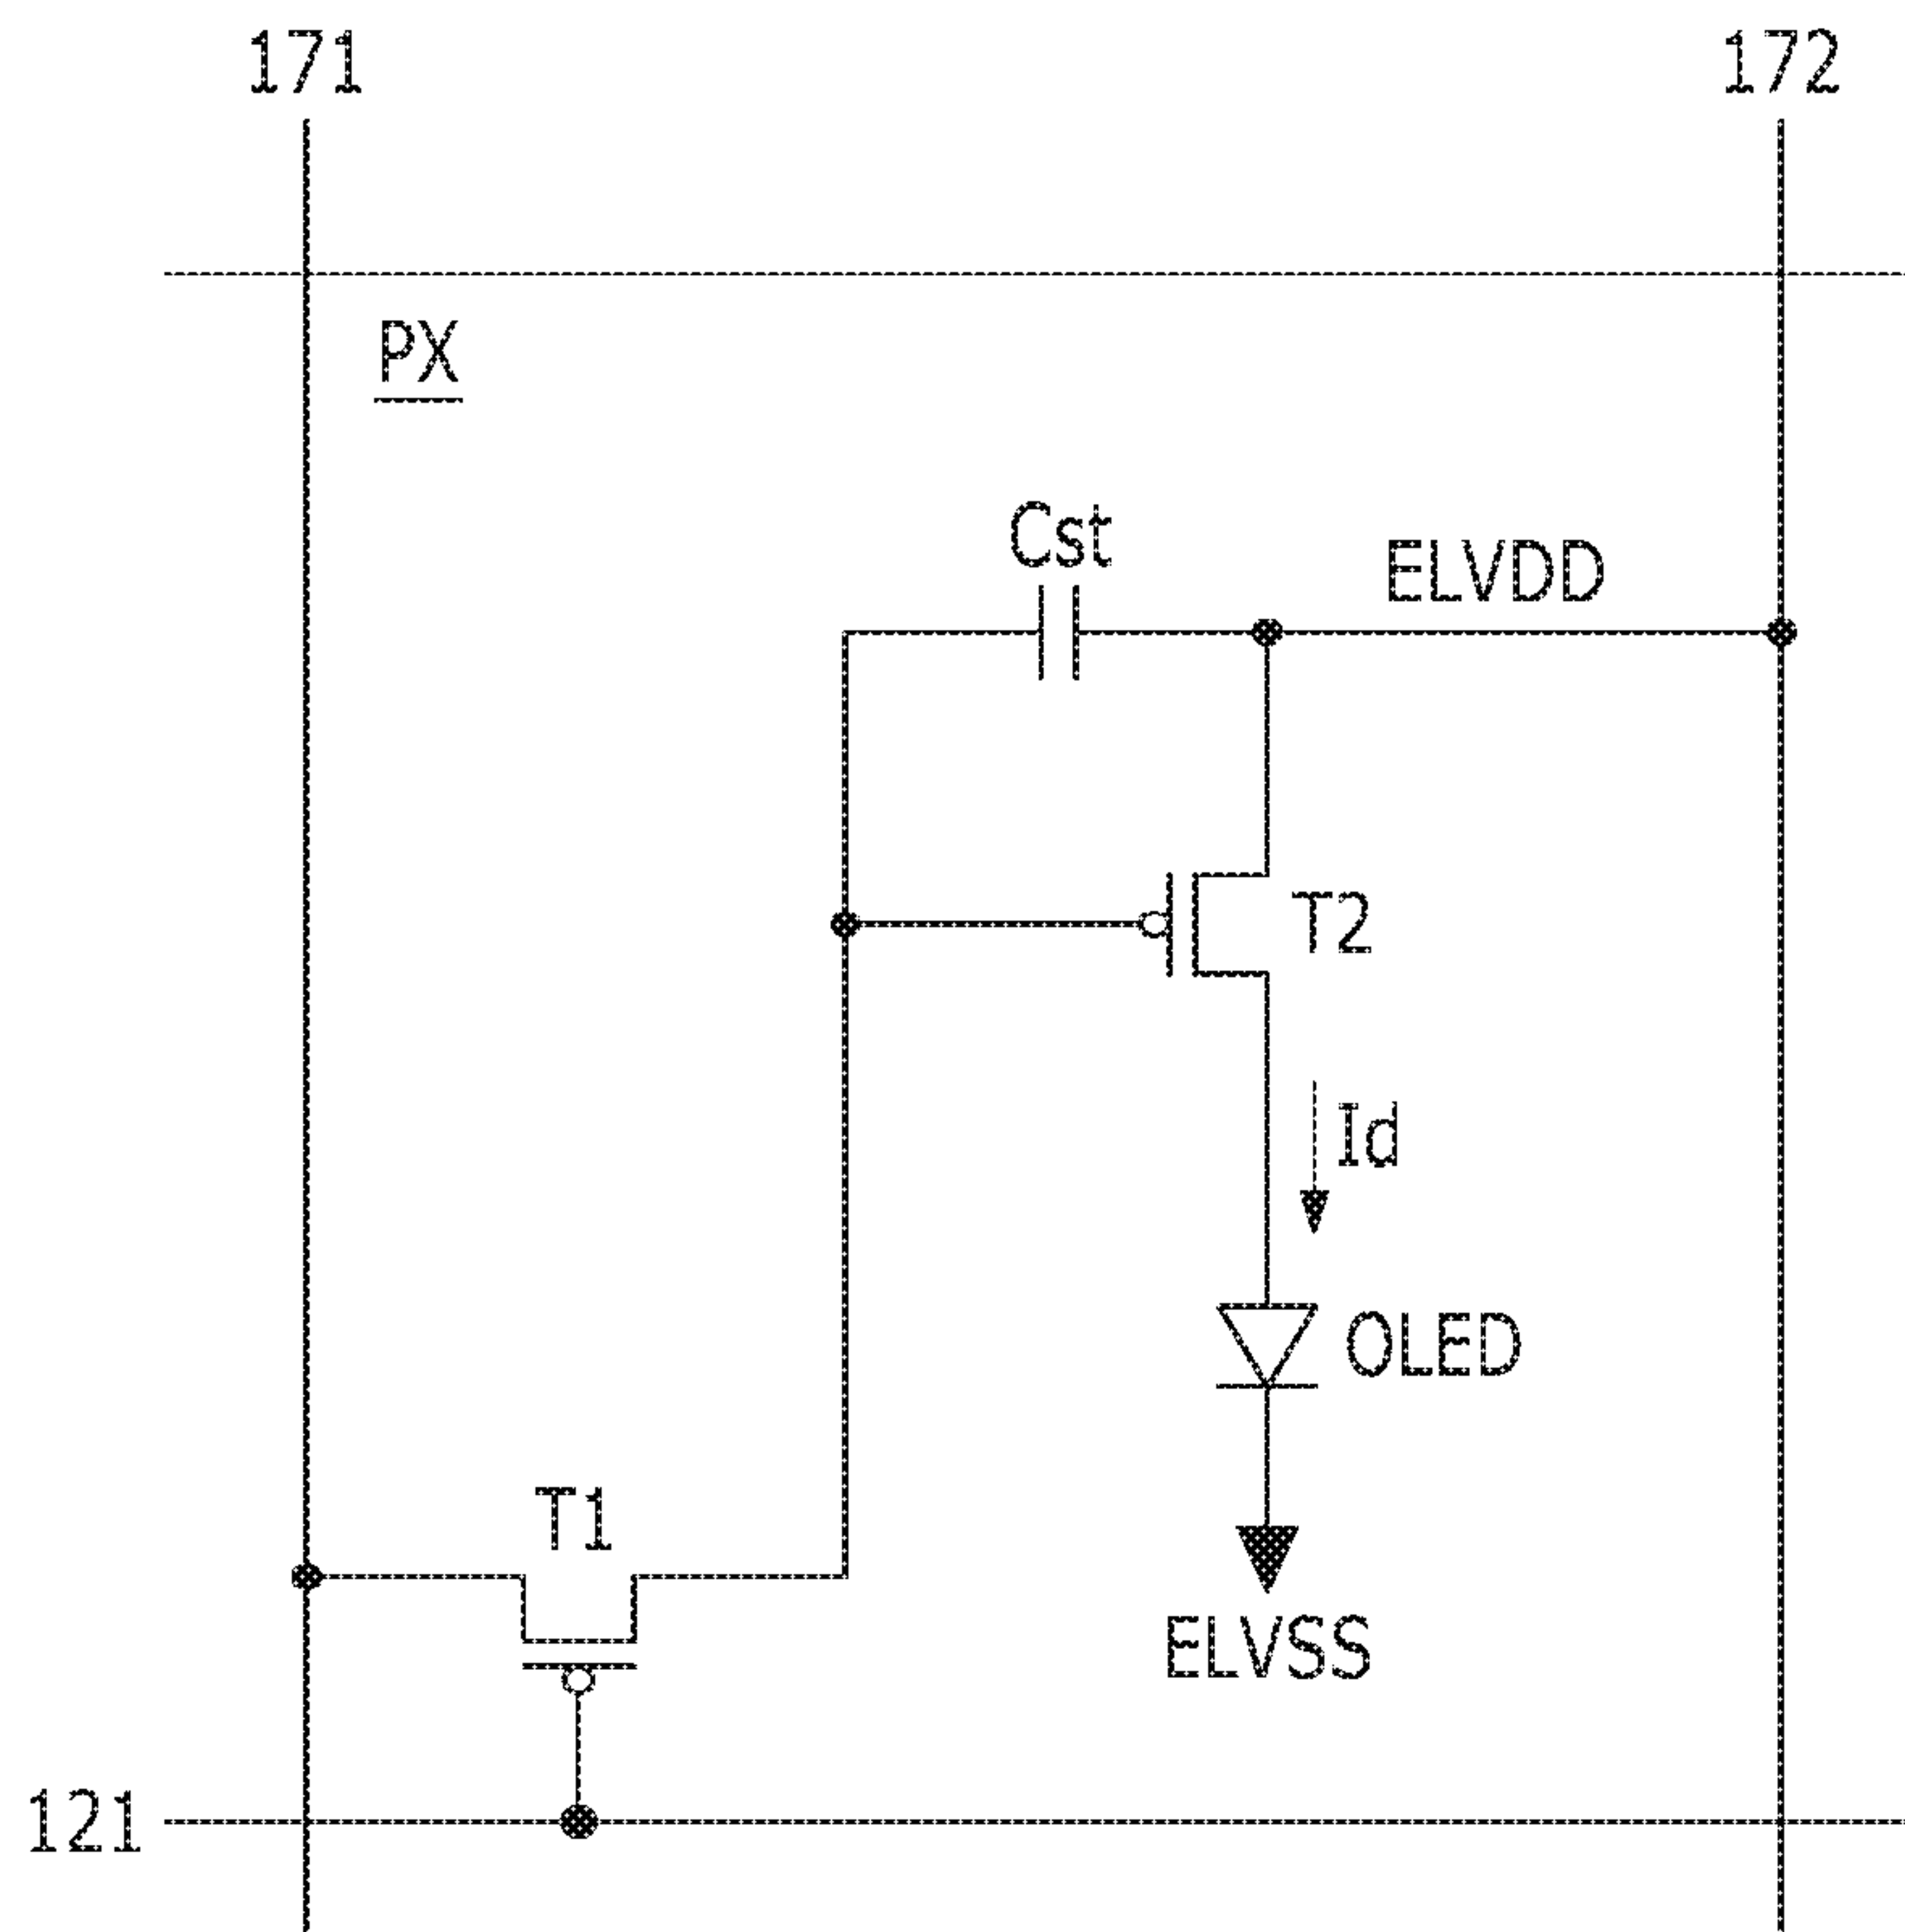 171
172
PX
Cst
ELVDD
T2
Id
OLED
T1
ELVSS
121